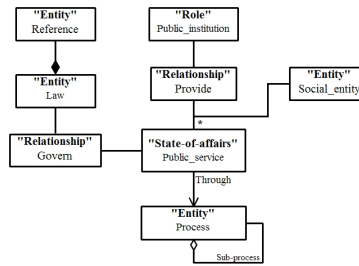 "Entity"
Reference
"Role"
Public_institution
"Entity"
Law
"Relationship"
Provide
"Entity"
Social_entity
*
"Relationship"
Govern
"State-of-affairs"
Public_service
Through
"Entity"
Process
Sub-process